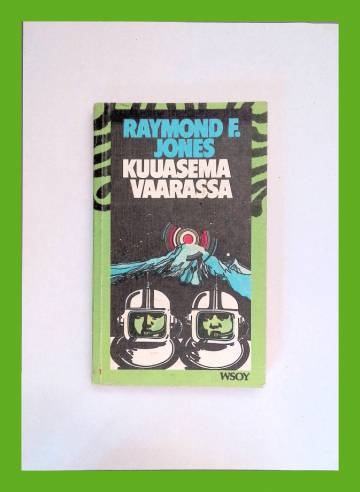 RAYMOND F.
JONES
KUUASEMA
VAARASSA
WSOY